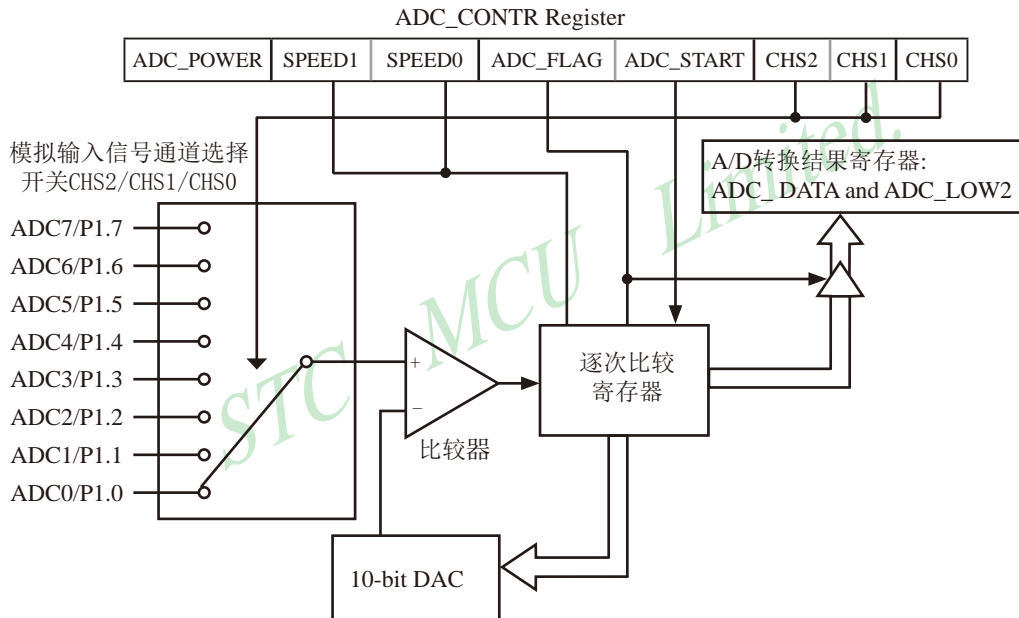 ADC_CONTR Register
ADC_POWER SPEED1 SPEED0 ADC_FLAG ADC_START CHS2 CHS1 CHS0
模拟输入信号通道选择
开关CHS2/CHS1/CHS0
A/D转换结果寄存器:
ADC_ DATA and ADC_LOW2
ADC7/P1.7
ADC6/P1.6
ADC5/P1.5
ADC4/P1.4
ADC3/P1.3
ADC2/P1.2
ADC1/P1.1
ADC0/P1.0
+
−
比较器
逐次比较
寄存器
10-bit DAC
STC MCU Limited.